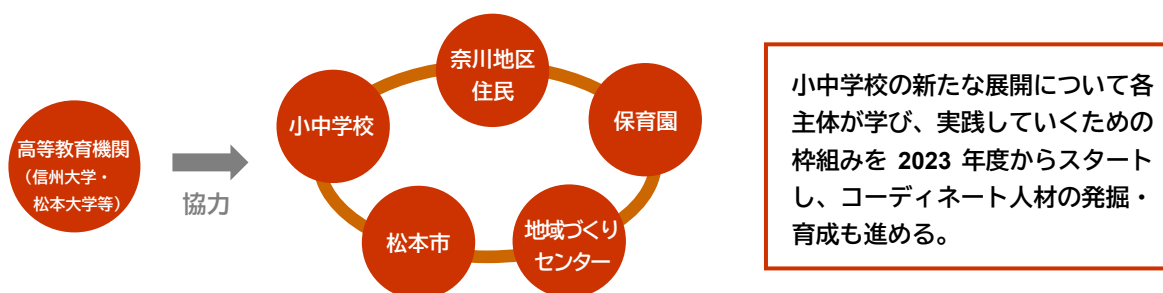 高等教育機関
(信州大学・
松本大学等)
協力
奈川地区
住民
小中学校
保育園
松本市
地域づくり
センター
小中学校の新たな展開について各
主体が学び、実践していくための
枠組みを 2023 年度からスタート
し、コーディネート人材の発掘・
育成も進める。